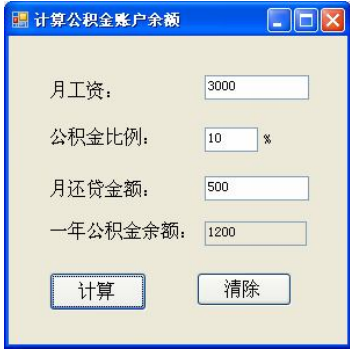 计算公积金账户余额
月工资： 3000
公积金比例： 10 %
月还贷金额： 500
一年公积金余额： 1200
计算 清除